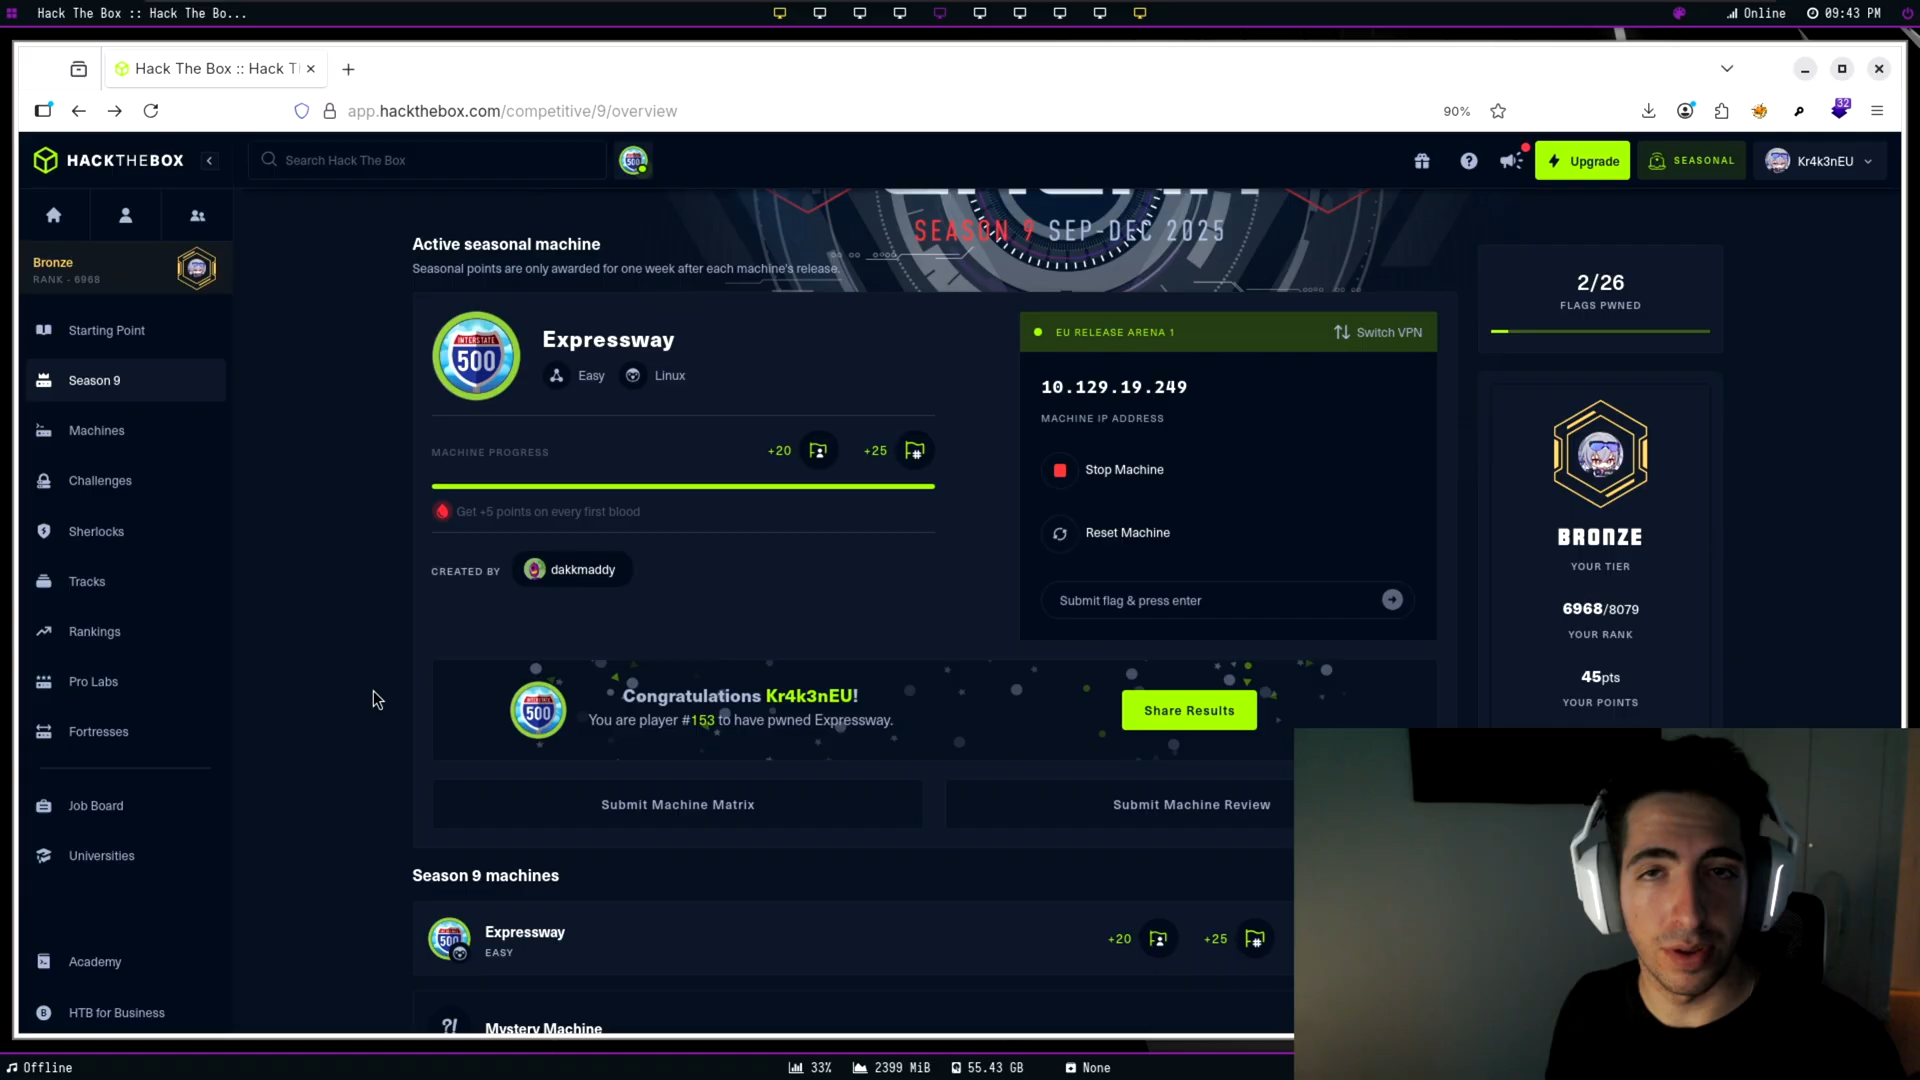 Hack The Box :: Hack The Bo...
Online
09:43 PM
Hack The Box :: Hack T
app.hackthebox.com/competitive/9/overview
90%
32
HACKTHEBOX
Search Hack The Box
500
Upgrade
SEASONAL
Kr4k3nEU
Bronze
RANK - 6968
Starting Point
Season 9
Machines
Challenges
Sherlocks
Tracks
Rankings
Pro Labs
Fortresses
Job Board
Universities
Academy
HTB for Business
SEASON 9 SEP-DEC 2025
Active seasonal machine
Seasonal points are only awarded for one week after each machine's release.
INTERSTATE
500
Expressway
Easy
Linux
MACHINE PROGRESS
+20
+25
Get +5 points on every first blood
CREATED BY
dakkmaddy
EU RELEASE ARENA 1
Switch VPN
10.129.19.249
MACHINE IP ADDRESS
Stop Machine
Reset Machine
Submit flag & press enter
2/26
FLAGS PWNED
BRONZE
YOUR TIER
6968/8079
YOUR RANK
45pts
YOUR POINTS
500
Congratulations Kr4k3nEU!
You are player #153 to have pwned Expressway.
Share Results
Submit Machine Matrix
Submit Machine Review
Season 9 machines
500
Expressway
EASY
+20
+25
?!
Mystery Machine
Offline
33%
2399 MiB
55.43 GB
None